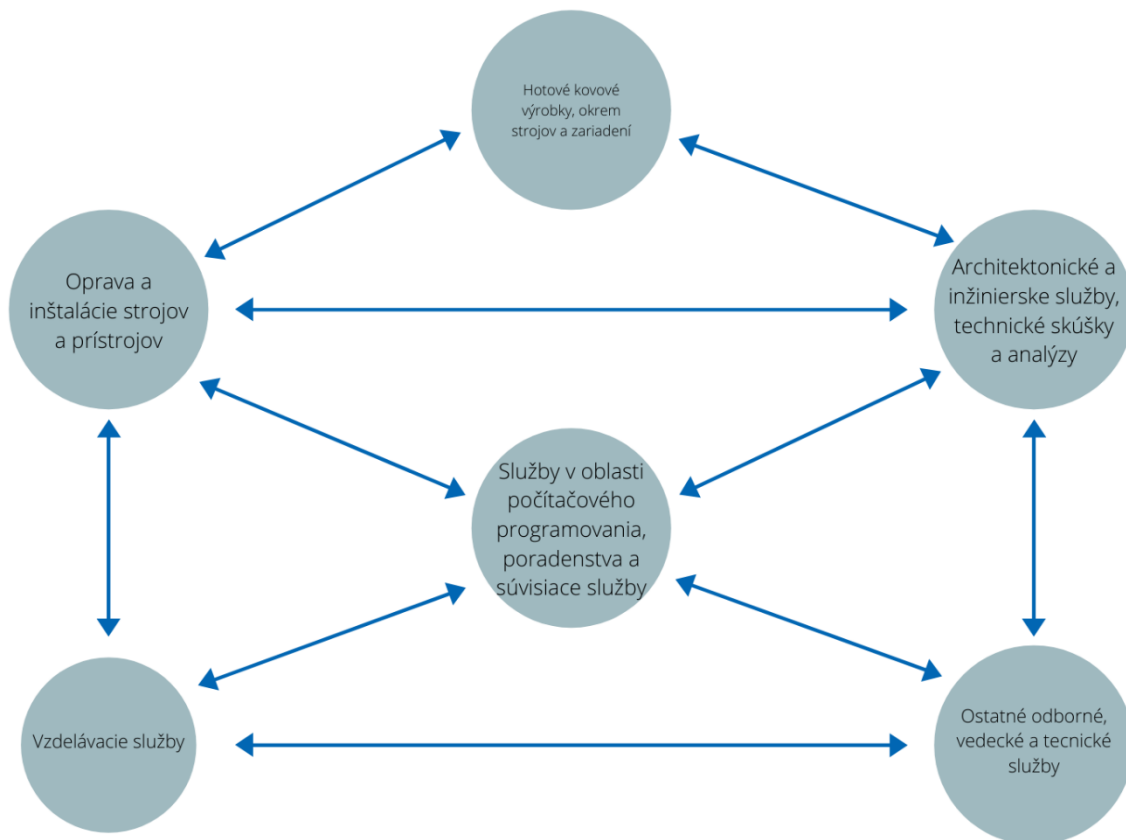 Hotové kovové
výrobky, okrem
strojov a zariadení
Oprava a
inštalácie strojov
a prístrojov
Architektonické a
inžinierske služby,
technické skúšky
a analýzy
Služby v oblasti
počítačového
programovania,
poradenstva a
súvisiace služby
Vzdelávacie služby
Ostatné odborné,
vedecké a tecnické
služby